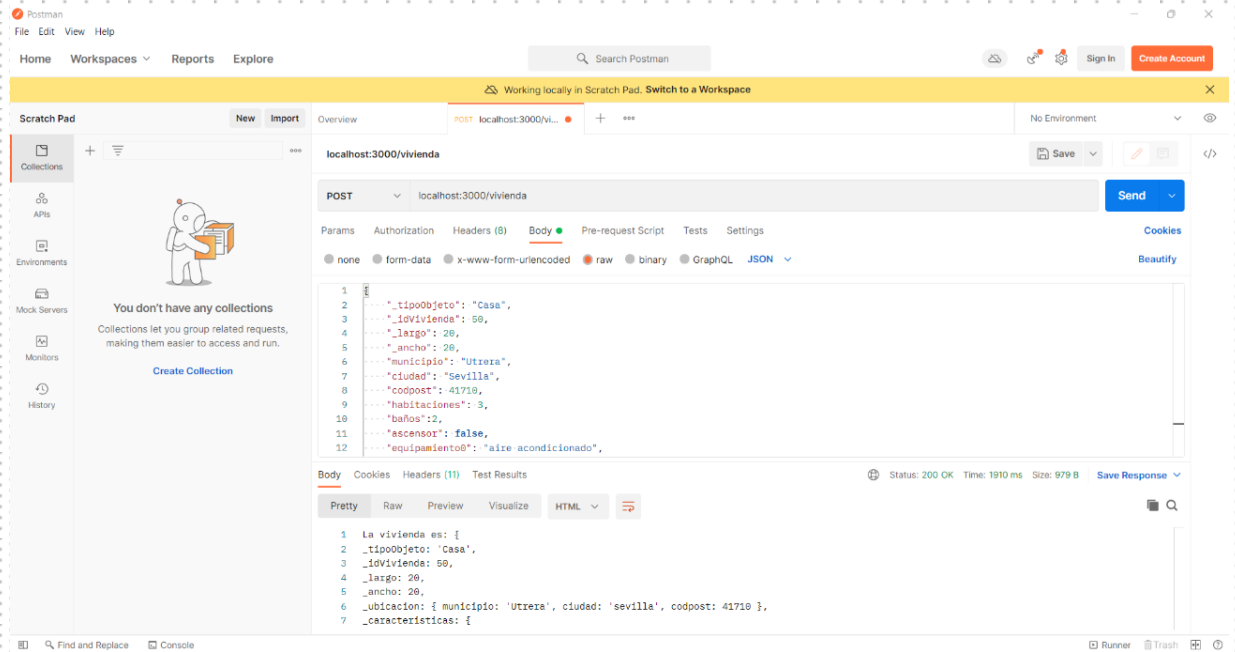 Postman
File Edit View Help
Home Workspaces Reports Explore Search Postman Sign In Create Account
Working locally in Scratch Pad. Switch to a Workspace
Scratch Pad New Import
Overview POST localhost:3000/vi... No Environment
localhost:3000/vivienda Save
Collections
APIs
Environments
Mock Servers
Monitors
History
You don't have any collections
Collections let you group related requests,
making them easier to access and run.
Create Collection
POST localhost:3000/vivienda Send
Params Authorization Headers (8) Body Pre-request Script Tests Settings Cookies
none form-data x-www-form-urlencoded raw binary GraphQL JSON Beautify
1 {
2 "_tipoObjeto": "Casa",
3 "_idVivienda": 50,
4 "_largo": 20,
5 "_ancho": 20,
6 "municipio": "Utrera",
7 "ciudad": "Sevilla",
8 "codpost": 41710,
9 "habitaciones": 3,
10 "baños":2,
11 "ascensor": false,
12 "equipamiento0": "aire acondicionado",
Body Cookies Headers (11) Test Results Status: 200 OK Time: 1910 ms Size: 979 B Save Response
Pretty Raw Preview Visualize HTML
1 La vivienda es: {
2 _tipoObjeto: 'Casa',
3 _idVivienda: 50,
4 _largo: 20,
5 _ancho: 20,
6 _ubicacion: { municipio: 'Utrera', ciudad: 'sevilla', codpost: 41710 },
7 _caracteristicas: {
Find and Replace Console Runner Trash